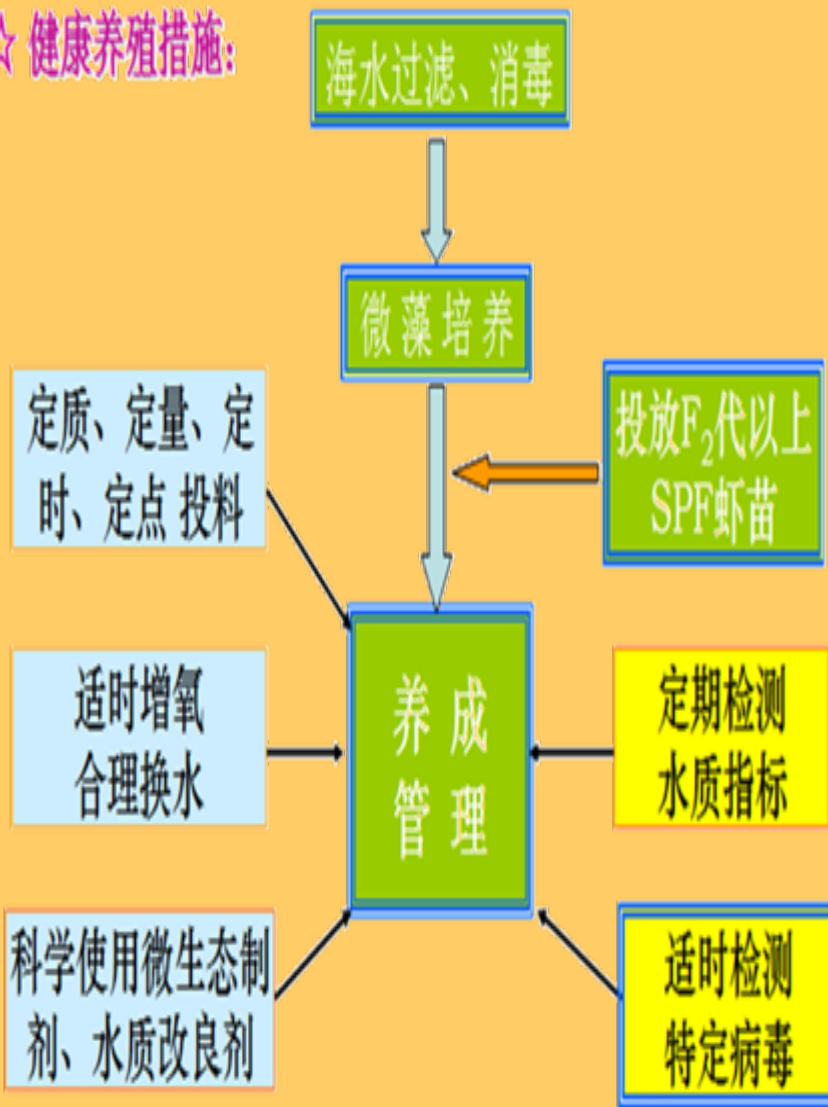 ☆ 健康养殖措施:
海水过滤、消毒
微藻培养
定质、定量、定
时、定点 投料
投放F₂代以上
SPF虾苗
适时增氧
合理换水
养成
管理
定期检测
水质指标
科学使用微生态制
剂、水质改良剂
适时检测
特定病毒